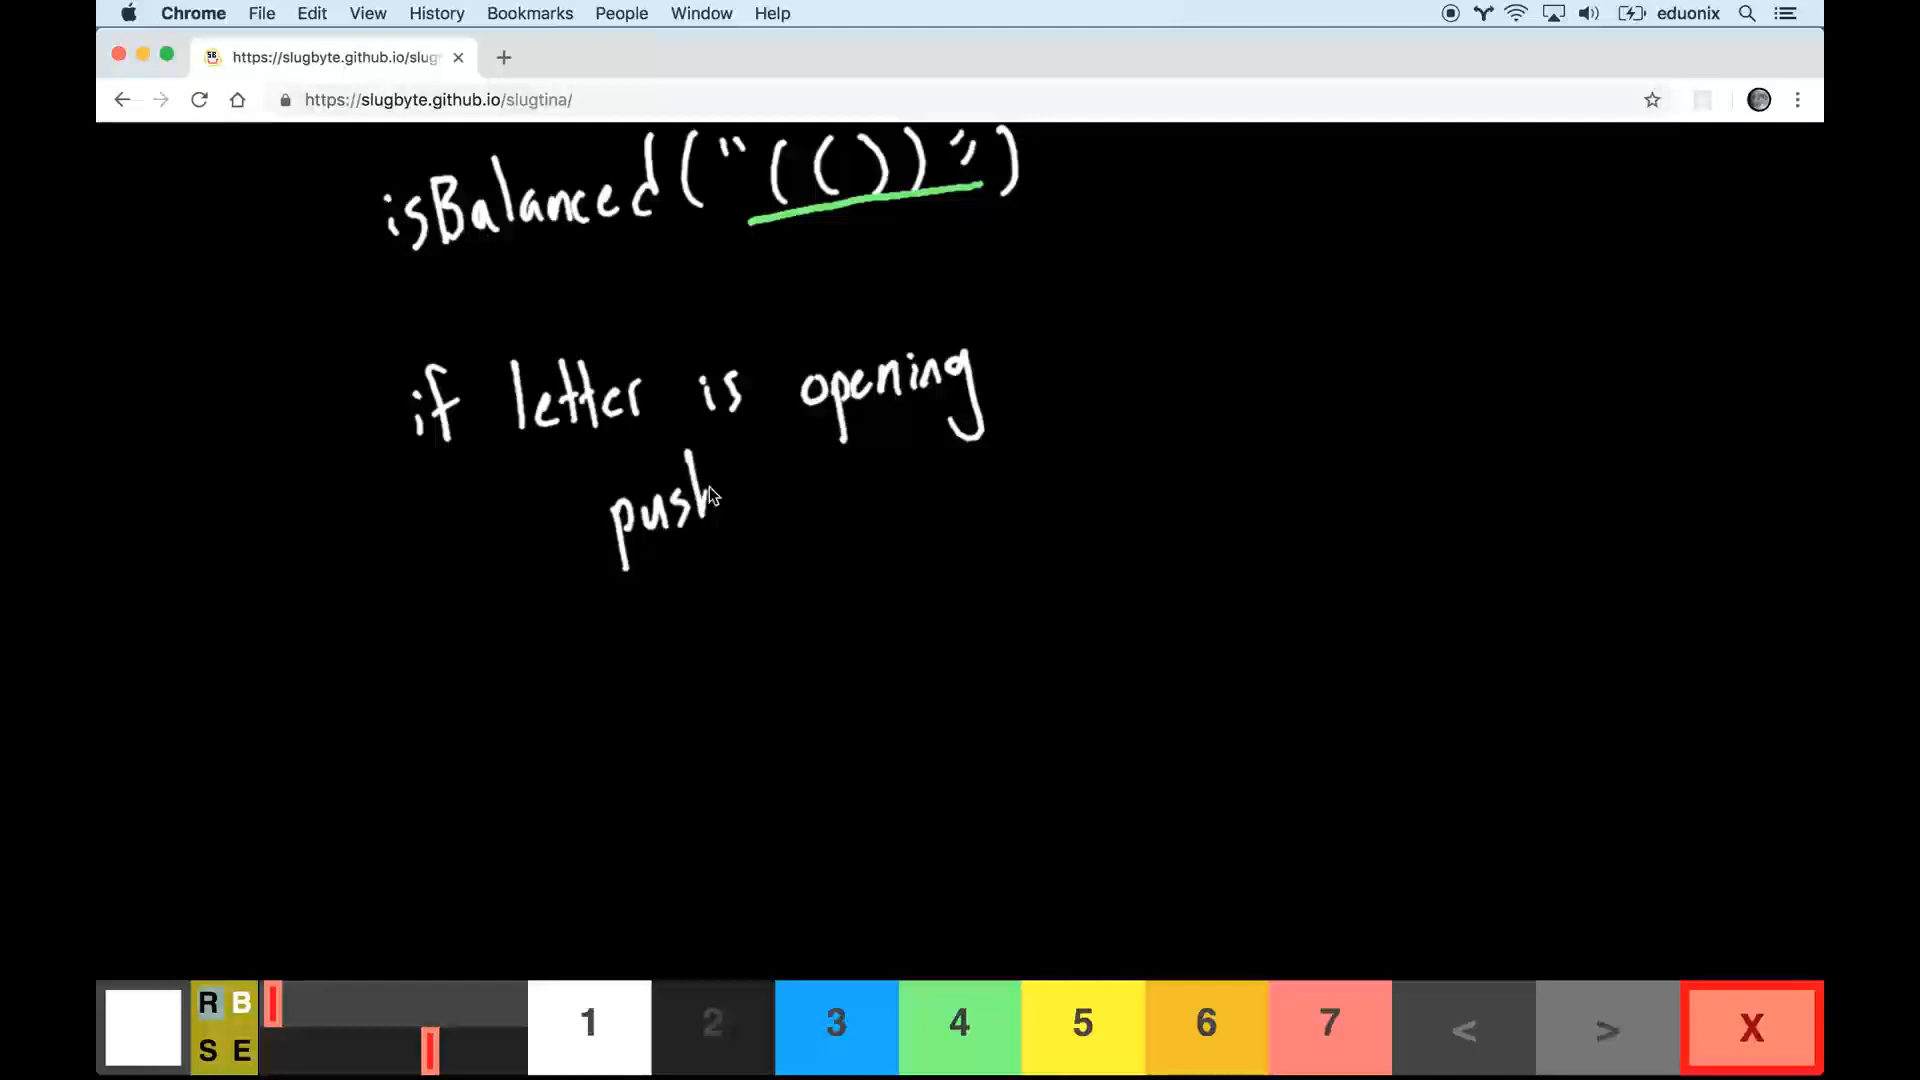 Chrome File Edit View History Bookmarks People Window Help eduonix
https://slugbyte.github.io/slug
https://slugbyte.github.io/slugtina/
isBalanced("(())")
if letter is opening
push
R B
S E
1 2 3 4 5 6 7 < > X